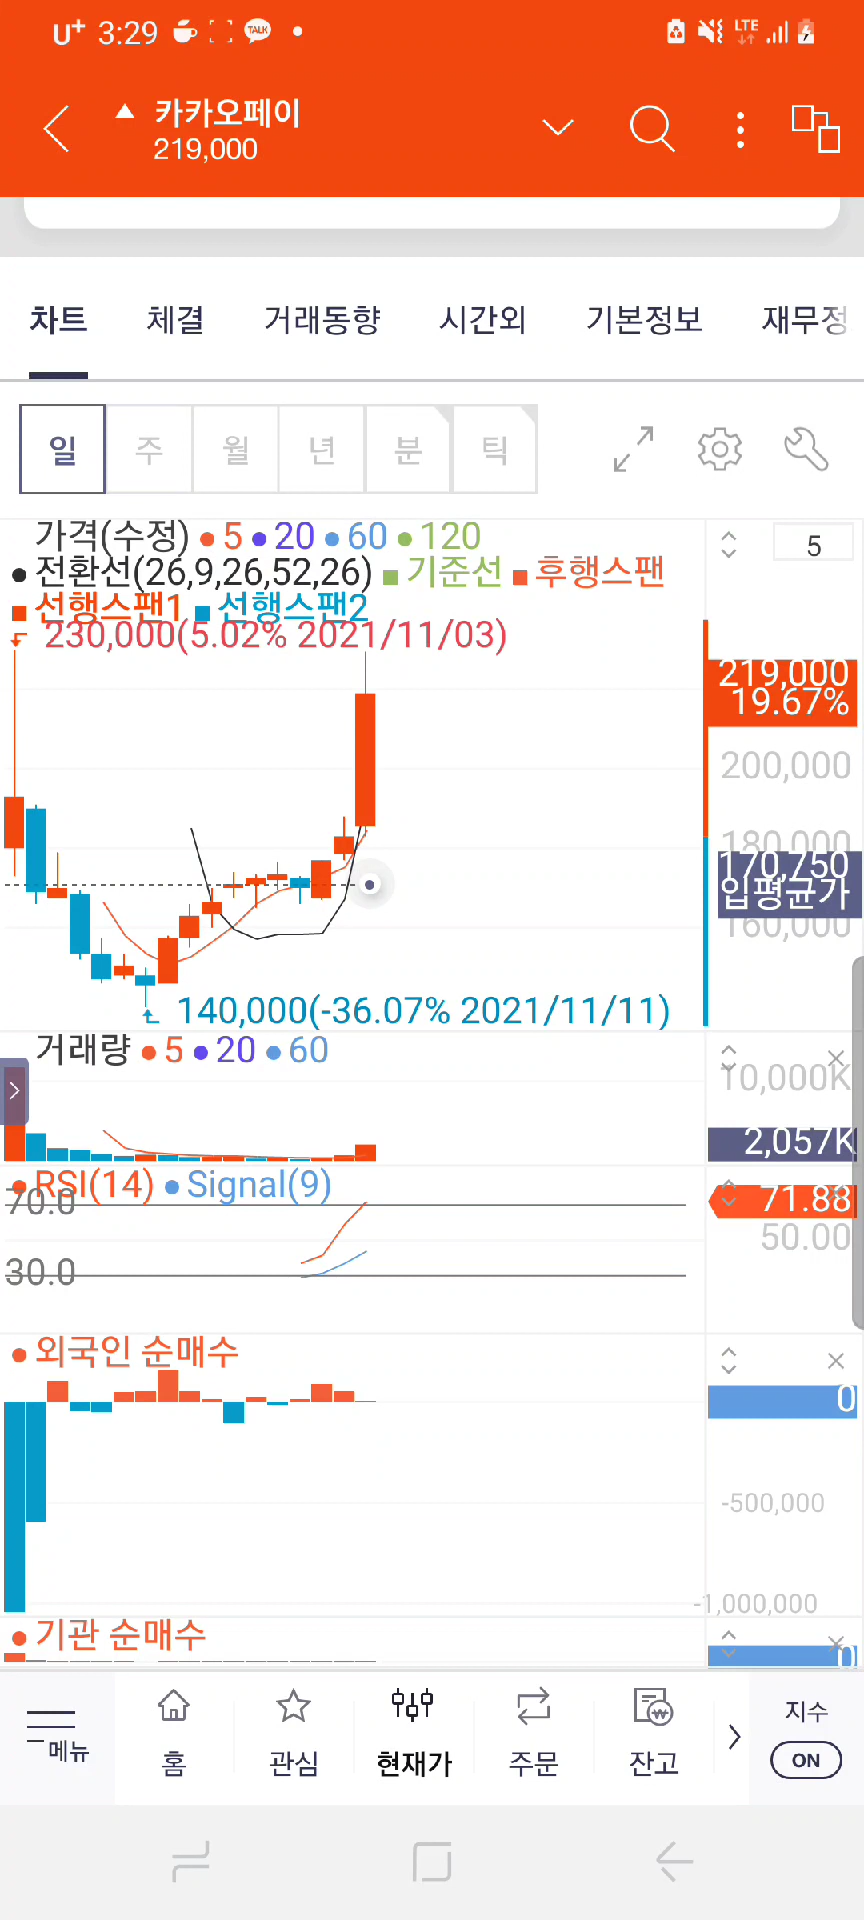 U+ 3:29 TALK LTE
카카오페이
219,000
차트 체결 거래동향 시간외 기본정보 재무정
일 주 월 년 분 틱
가격(수정) 5 20 60 120 5
전환선(26,9,26,52,26) 기준선 후행스팬
선행스팬1 선행스팬2
230,000(5.02% 2021/11/03)
219,000
19.67%
200,000
180,000
170,750
입평균가
160,000
140,000(-36.07% 2021/11/11)
거래량 5 20 60
10,000K
2,057K
RSI(14) Signal(9)
70.0 71.88
50.00
30.0
외국인 순매수
0
-500,000
-1,000,000
기관 순매수
0
메뉴 홈 관심 현재가 주문 잔고 지수
ON